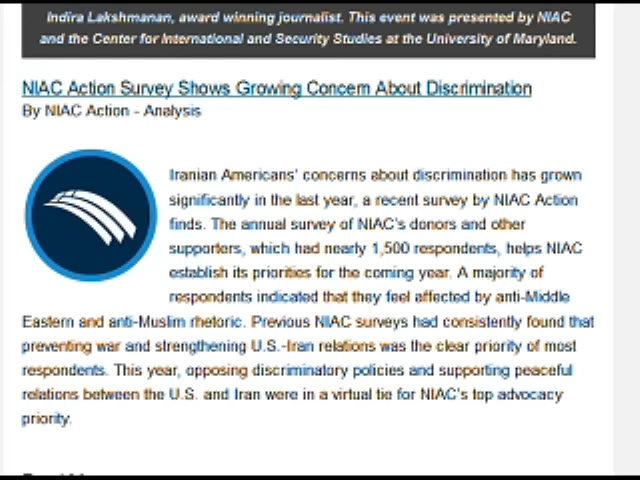 Indira Lakshmanan, award winning journalist. This event was presented by NIAC
and the Center for International and Security Studies at the University of Maryland.
NIAC Action Survey Shows Growing Concern About Discrimination
By NIAC Action - Analysis
Iranian Americans' concerns about discrimination has grown
significantly in the last year, a recent survey by NIAC Action
finds. The annual survey of NIAC's donors and other
supporters, which had nearly 1,500 respondents, helps NIAC
establish its priorities for the coming year. A majority of
respondents indicated that they feel affected by anti-Middle
Eastern and anti-Muslim rhetoric. Previous NIAC surveys had consistently found that
preventing war and strengthening U.S.-Iran relations was the clear priority of most
respondents. This year, opposing discriminatory policies and supporting peaceful
relations between the U.S. and Iran were in a virtual tie for NIAC's top advocacy
priority.